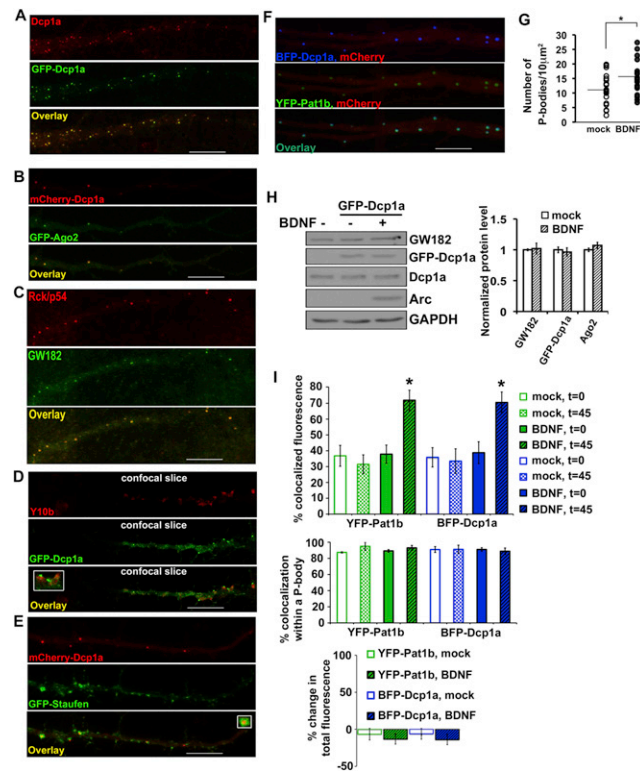 A
Dcp1a
GFP-Dcp1a
Overlay
B
mCherry-Dcp1a
GFP-Ago2
Overlay
C
Rck/p54
GW182
Overlay
D
confocal slice
Y10b
confocal slice
GFP-Dcp1a
confocal slice
Overlay
E
mCherry-Dcp1a
GFP-Staufen
Overlay
F
BFP-Dcp1a, mCherry
YFP-Pat1b, mCherry
Overlay
G
Number of
P-bodies/10µm²
30
25
20
15
10
5
0
*
mock BDNF
H
GFP-Dcp1a
BDNF - - +
GW182
GFP-Dcp1a
Dcp1a
Arc
GAPDH
Normalized protein level
1.5
1
0.5
0
mock
BDNF
GW182
GFP-Dcp1a
Ago2
I
% colocalized fluorescence
80
70
60
50
40
30
20
10
0
* *
YFP-Pat1b BFP-Dcp1a
mock, t=0
mock, t=45
BDNF, t=0
BDNF, t=45
mock, t=0
mock, t=45
BDNF, t=0
BDNF, t=45
% colocalization
within a P-body
100
80
60
40
20
0
YFP-Pat1b BFP-Dcp1a
% change in
total fluorescence
100
50
0
-50
YFP-Pat1b, mock
YFP-Pat1b, BDNF
BFP-Dcp1a, mock
BFP-Dcp1a, BDNF